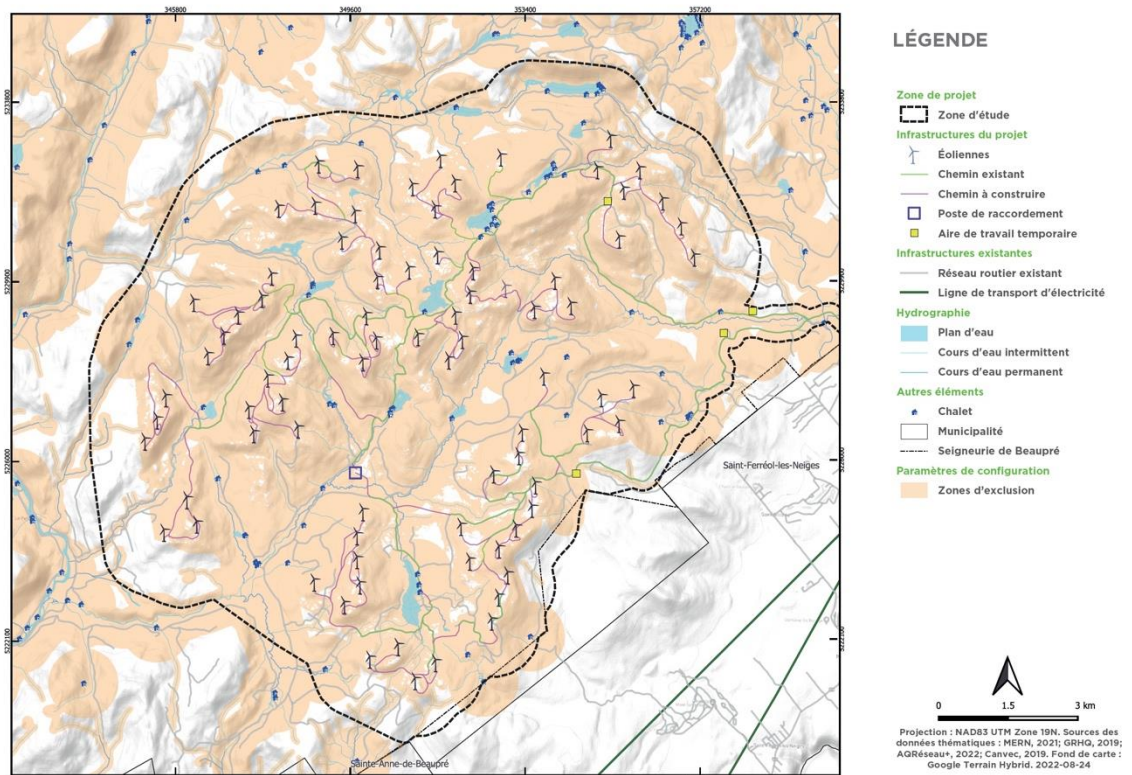 345800
349600
353400
357200
5233800
5233800
5229900
5229900
5226000
5226000
5222100
5222100
Saint-Ferréol-les-Neiges
Sainte-Anne-de-Beaupré
LÉGENDE
Zone de projet
Zone d'étude
Infrastructures du projet
Éoliennes
Chemin existant
Chemin à construire
Poste de raccordement
Aire de travail temporaire
Infrastructures existantes
Réseau routier existant
Ligne de transport d'électricité
Hydrographie
Plan d'eau
Cours d'eau intermittent
Cours d'eau permanent
Autres éléments
Chalet
Municipalité
Seigneurie de Beaupré
Paramètres de configuration
Zones d'exclusion
0 1.5 3 km
Projection : NAD83 UTM Zone 19N. Sources des
données thématiques : MERN, 2021; GRHQ, 2019;
AQRéseau+, 2022; Canvec, 2019. Fond de carte :
Google Terrain Hybrid. 2022-08-24